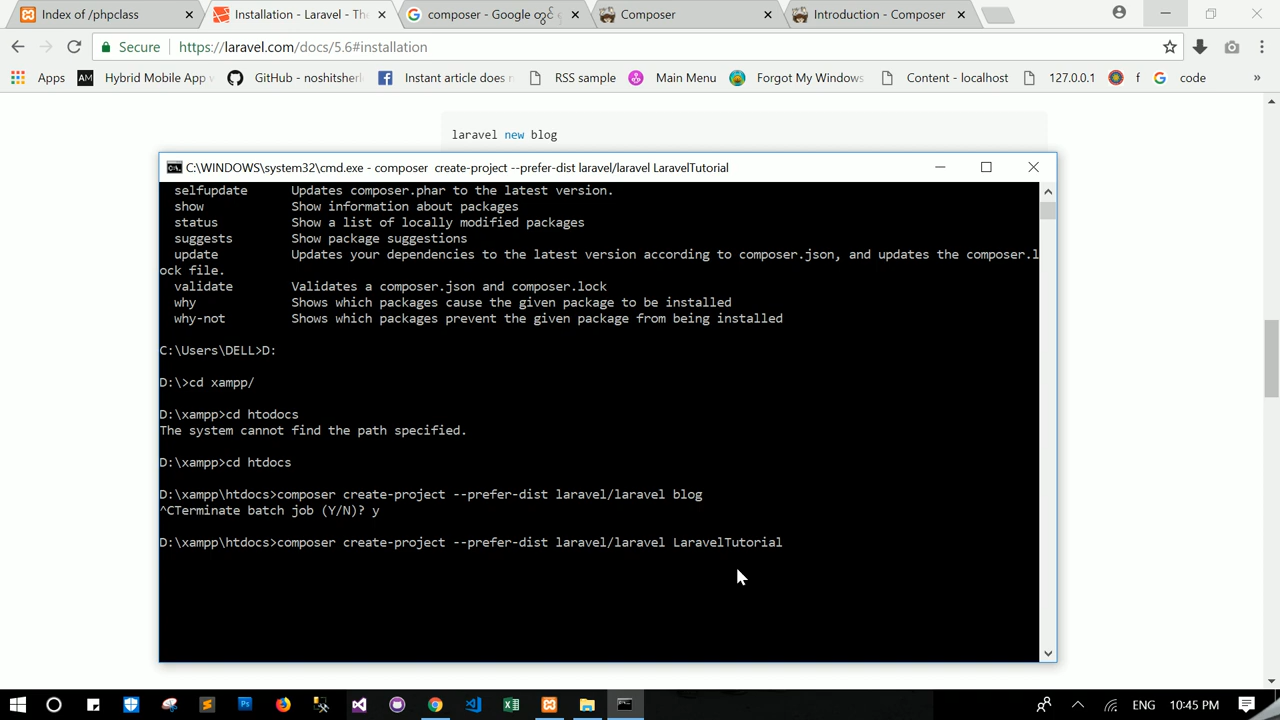 Index of /phpclass
Installation - Laravel - The
composer - Google တွင်
Composer
Introduction - Composer
Secure
https://laravel.com/docs/5.6#installation
Apps
Hybrid Mobile App
GitHub - noshitsherl
Instant article does n
RSS sample
Main Menu
Forgot My Windows
Content - localhost
127.0.0.1
f
code
»
laravel new blog
C:\WINDOWS\system32\cmd.exe - composer  create-project --prefer-dist laravel/laravel LaravelTutorial
selfupdate      Updates composer.phar to the latest version.
show            Show information about packages
status          Show a list of locally modified packages
suggests        Show package suggestions
update          Updates your dependencies to the latest version according to composer.json, and updates the composer.l
ock file.
validate        Validates a composer.json and composer.lock
why             Shows which packages cause the given package to be installed
why-not         Shows which packages prevent the given package from being installed
C:\Users\DELL>D:
D:\>cd xampp/
D:\xampp>cd htodocs
The system cannot find the path specified.
D:\xampp>cd htdocs
D:\xampp\htdocs>composer create-project --prefer-dist laravel/laravel blog
^CTerminate batch job (Y/N)? y
D:\xampp\htdocs>composer create-project --prefer-dist laravel/laravel LaravelTutorial
ENG
10:45 PM